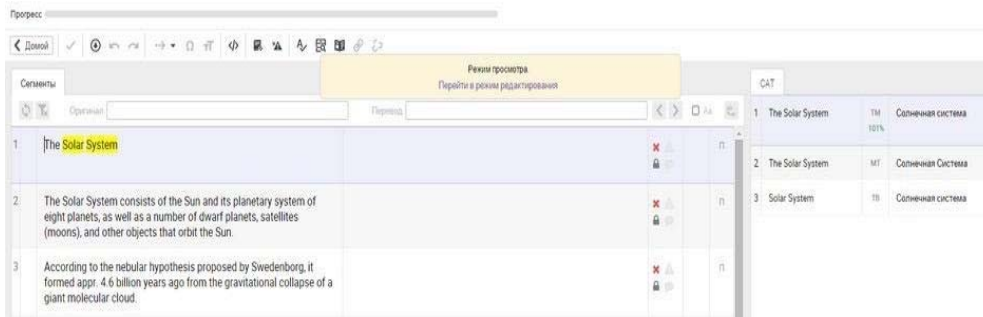 Прогресс
Домой
Режим просмотра
Перейти в режим редактирования
Сегменты
Оригинал
Перевод
Aa
1
The Solar System
П
2
The Solar System consists of the Sun and its planetary system of
eight planets, as well as a number of dwarf planets, satellites
(moons), and other objects that orbit the Sun.
П
3
According to the nebular hypothesis proposed by Swedenborg, it
formed appr. 4.6 billion years ago from the gravitational collapse of a
giant molecular cloud.
П
CAT
1 The Solar System TM Солнечная система
101%
2 The Solar System MT Солнечная Система
3 Solar System TB Солнечная система